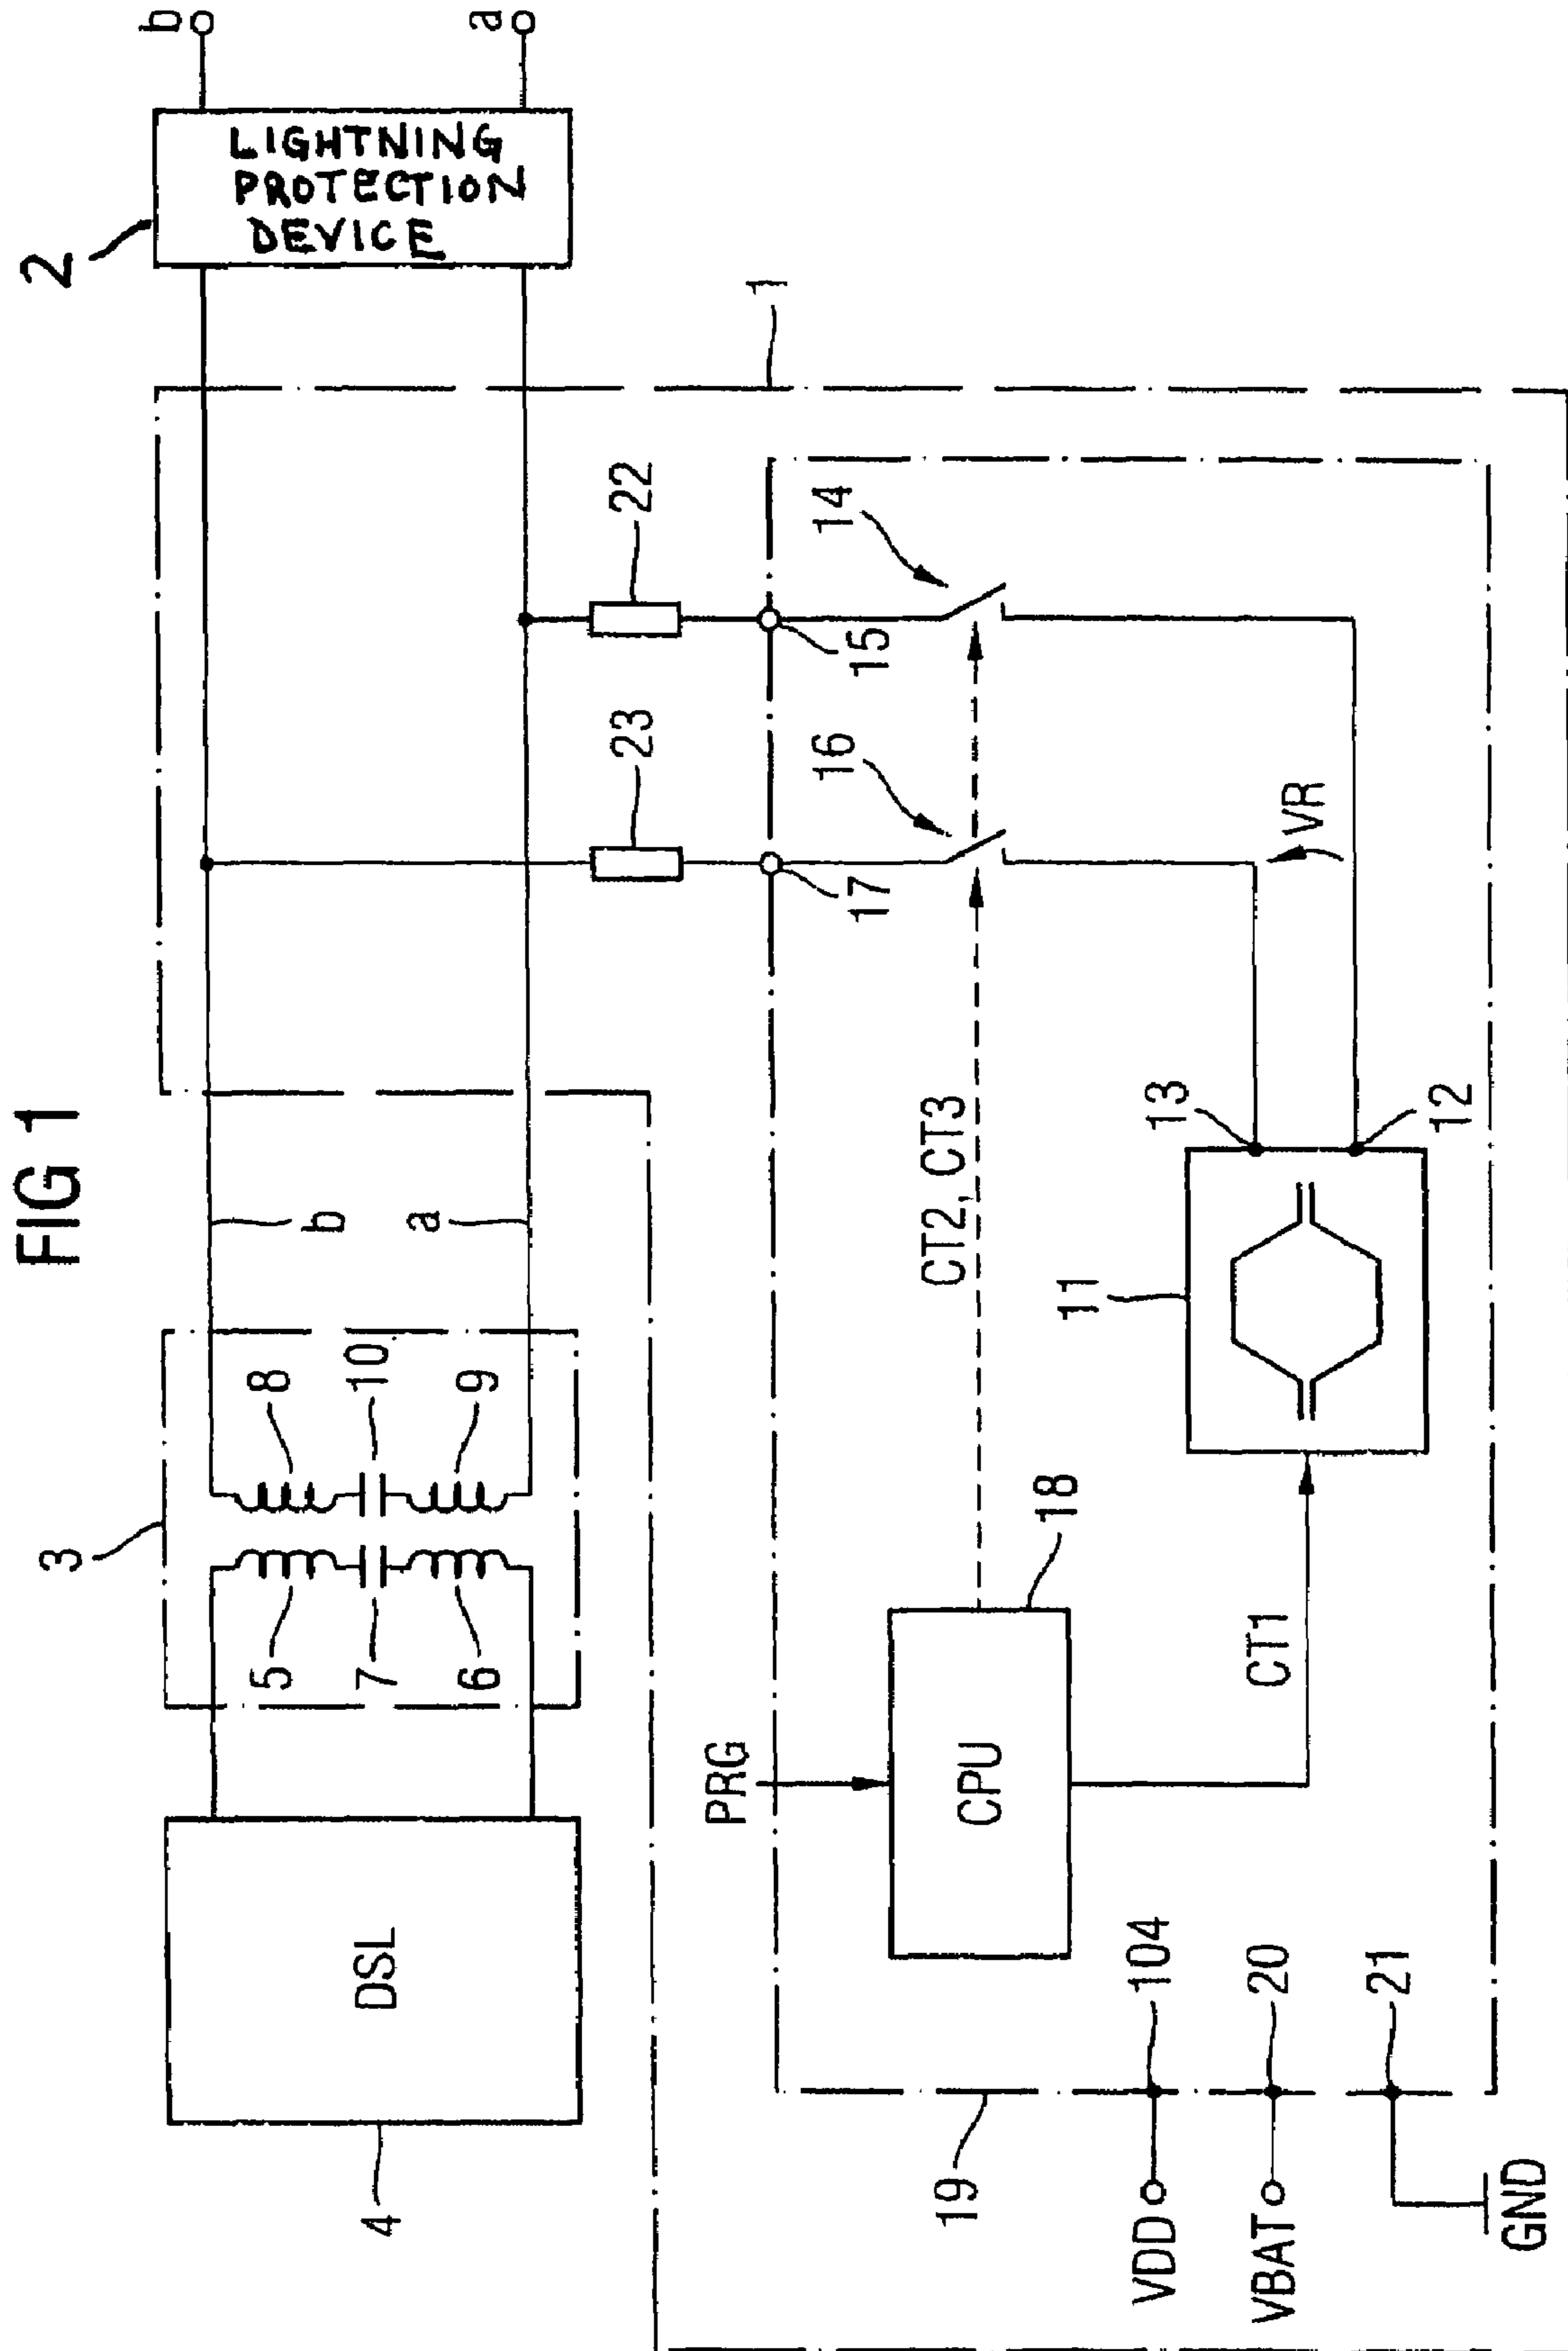 FIG 1
b
a
LIGHTNING
PROTECTION
DEVICE
2
1
3
8
10
9
5
7
6
b
a
DSL
4
22
23
14
15
16
17
VR
13
12
11
CT2, CT3
CT1
18
CPU
PRG
19
104
20
21
VDD
VBAT
GND